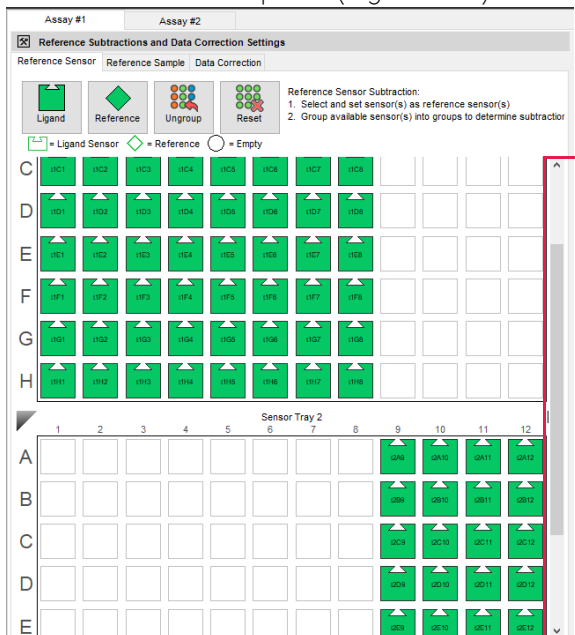 Assay #1 Assay #2
Reference Subtractions and Data Correction Settings
Reference Sensor Reference Sample Data Correction
Ligand Reference Ungroup Reset
Reference Sensor Subtraction:
1. Select and set sensor(s) as reference sensor(s)
2. Group available sensor(s) into groups to determine subtraction
= Ligand Sensor = Reference = Empty
C t1C1 t1C2 t1C3 t1C4 t1C5 t1C6 t1C7 t1C8
D t1D1 t1D2 t1D3 t1D4 t1D5 t1D6 t1D7 t1D8
E t1E1 t1E2 t1E3 t1E4 t1E5 t1E6 t1E7 t1E8
F t1F1 t1F2 t1F3 t1F4 t1F5 t1F6 t1F7 t1F8
G t1G1 t1G2 t1G3 t1G4 t1G5 t1G6 t1G7 t1G8
H t1H1 t1H2 t1H3 t1H4 t1H5 t1H6 t1H7 t1H8
Sensor Tray 2
1 2 3 4 5 6 7 8 9 10 11 12
A t2A9 t2A10 t2A11 t2A12
B t2B9 t2B10 t2B11 t2B12
C t2C9 t2C10 t2C11 t2C12
D t2D9 t2D10 t2D11 t2D12
E t2E9 t2E10 t2E11 t2E12